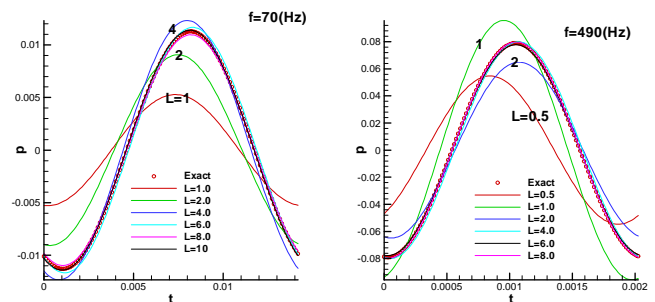 f=70(Hz)
0.01
0.005
0
-0.005
-0.01
p
4
2
L=1
Exact
L=1.0
L=2.0
L=4.0
L=6.0
L=8.0
L=10
0
0.005
0.01
t
f=490(Hz)
0.08
0.06
0.04
0.02
0
-0.02
-0.04
-0.06
-0.08
p
1
2
L=0.5
Exact
L=0.5
L=1.0
L=2.0
L=4.0
L=6.0
L=8.0
0
0.0005
0.001
0.0015
0.002
t